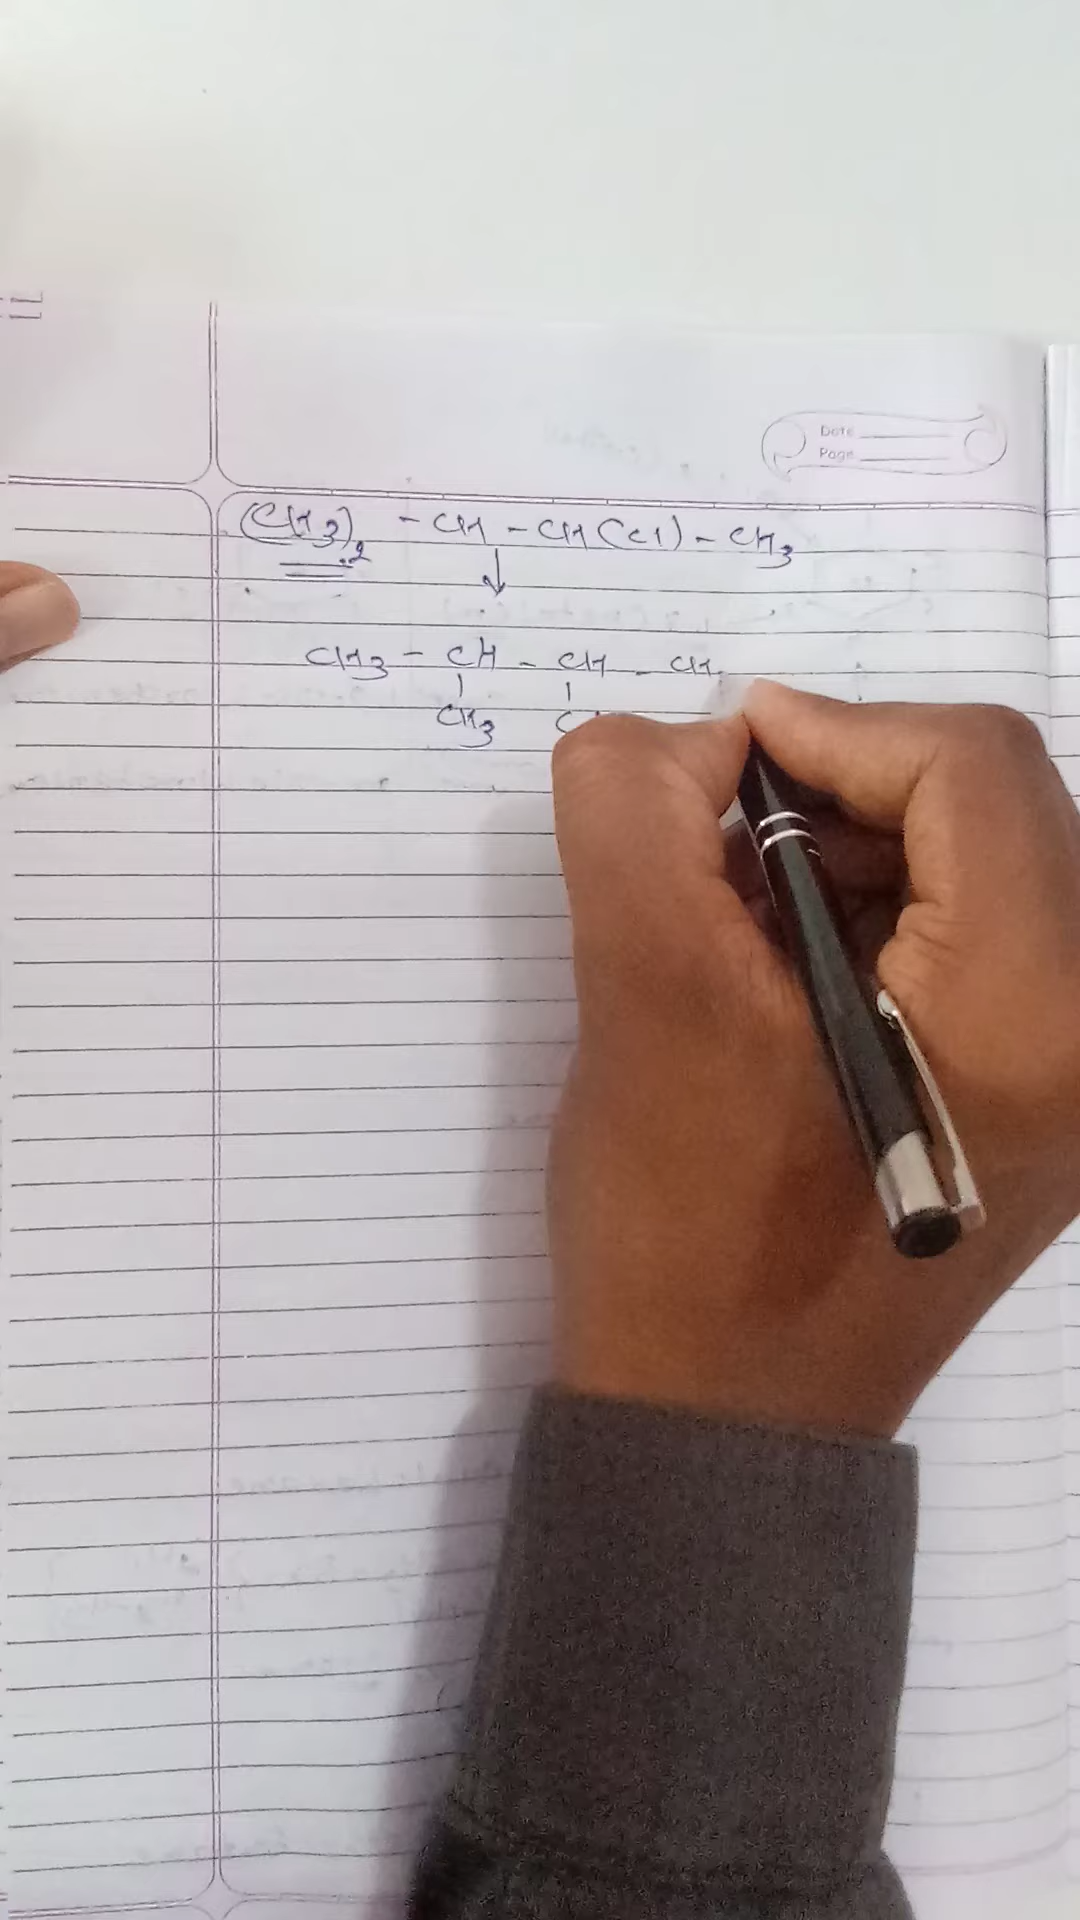 Date
Page
(CH3)2 - CH - CH(Cl) - CH3
↓
CH3 - CH - CH - CH
CH3